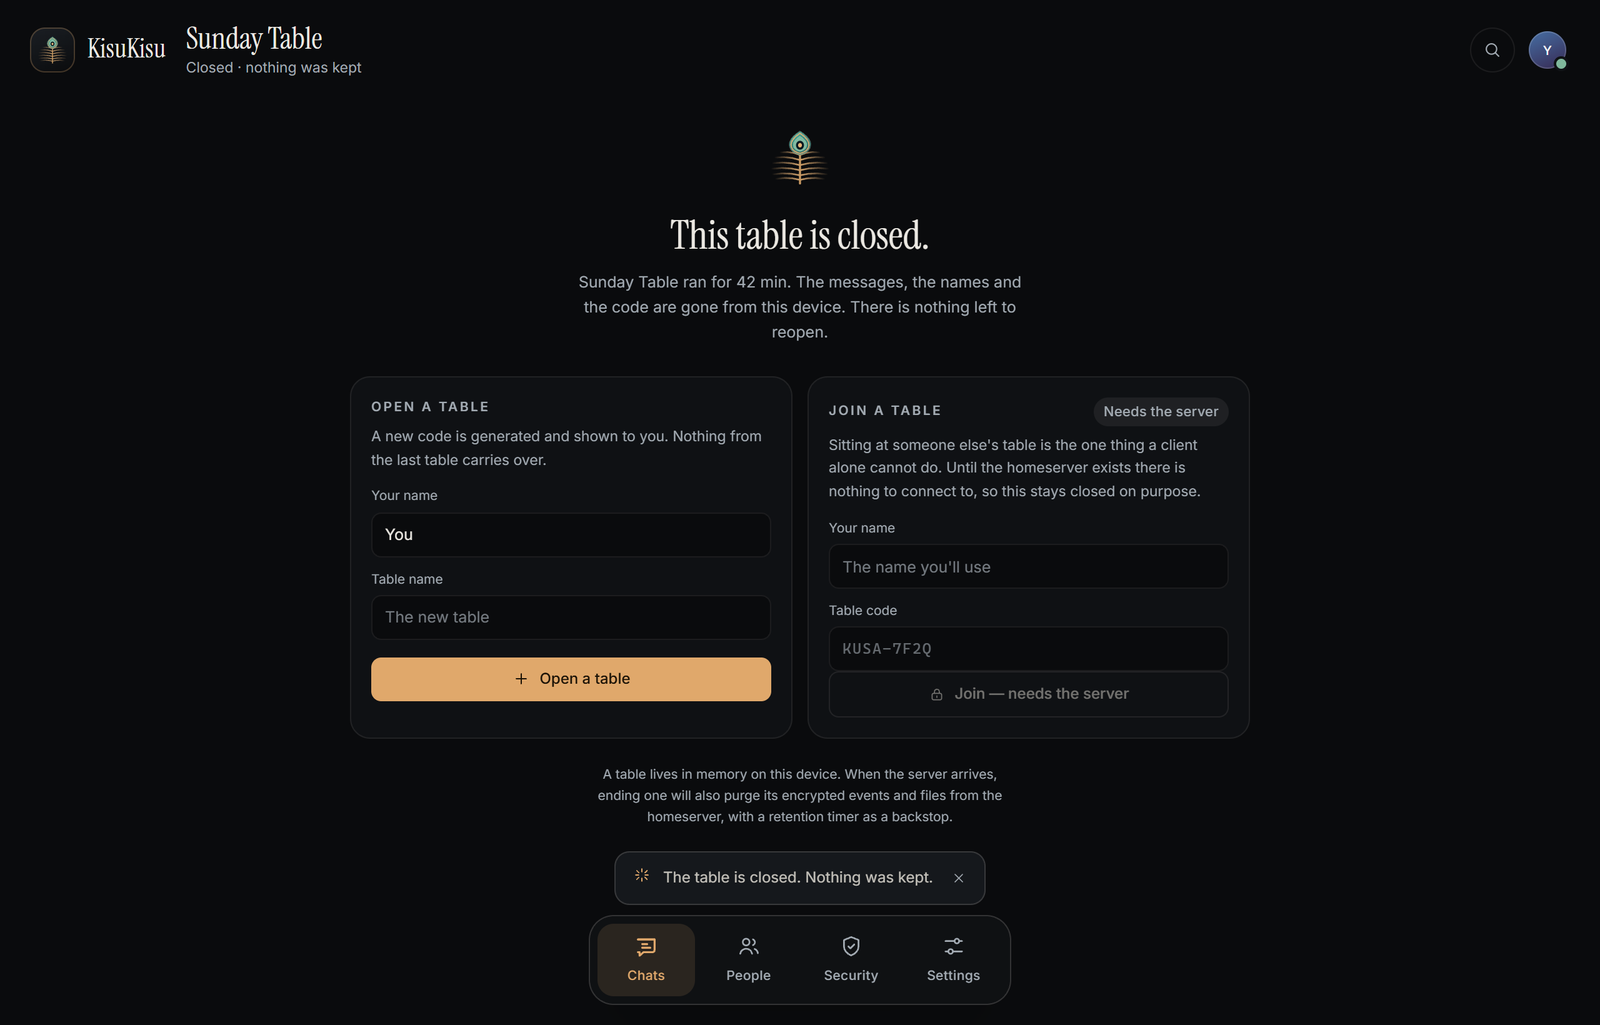 KisuKisu
Sunday Table
Closed · nothing was kept
Y
This table is closed.
Sunday Table ran for 42 min. The messages, the names and
the code are gone from this device. There is nothing left to
reopen.
OPEN A TABLE
A new code is generated and shown to you. Nothing from
the last table carries over.
Your name
You
Table name
The new table
+ Open a table
JOIN A TABLE
Needs the server
Sitting at someone else's table is the one thing a client
alone cannot do. Until the homeserver exists there is
nothing to connect to, so this stays closed on purpose.
Your name
The name you'll use
Table code
KUSA-7F2Q
Join — needs the server
A table lives in memory on this device. When the server arrives,
ending one will also purge its encrypted events and files from the
homeserver, with a retention timer as a backstop.
The table is closed. Nothing was kept.
Chats
People
Security
Settings